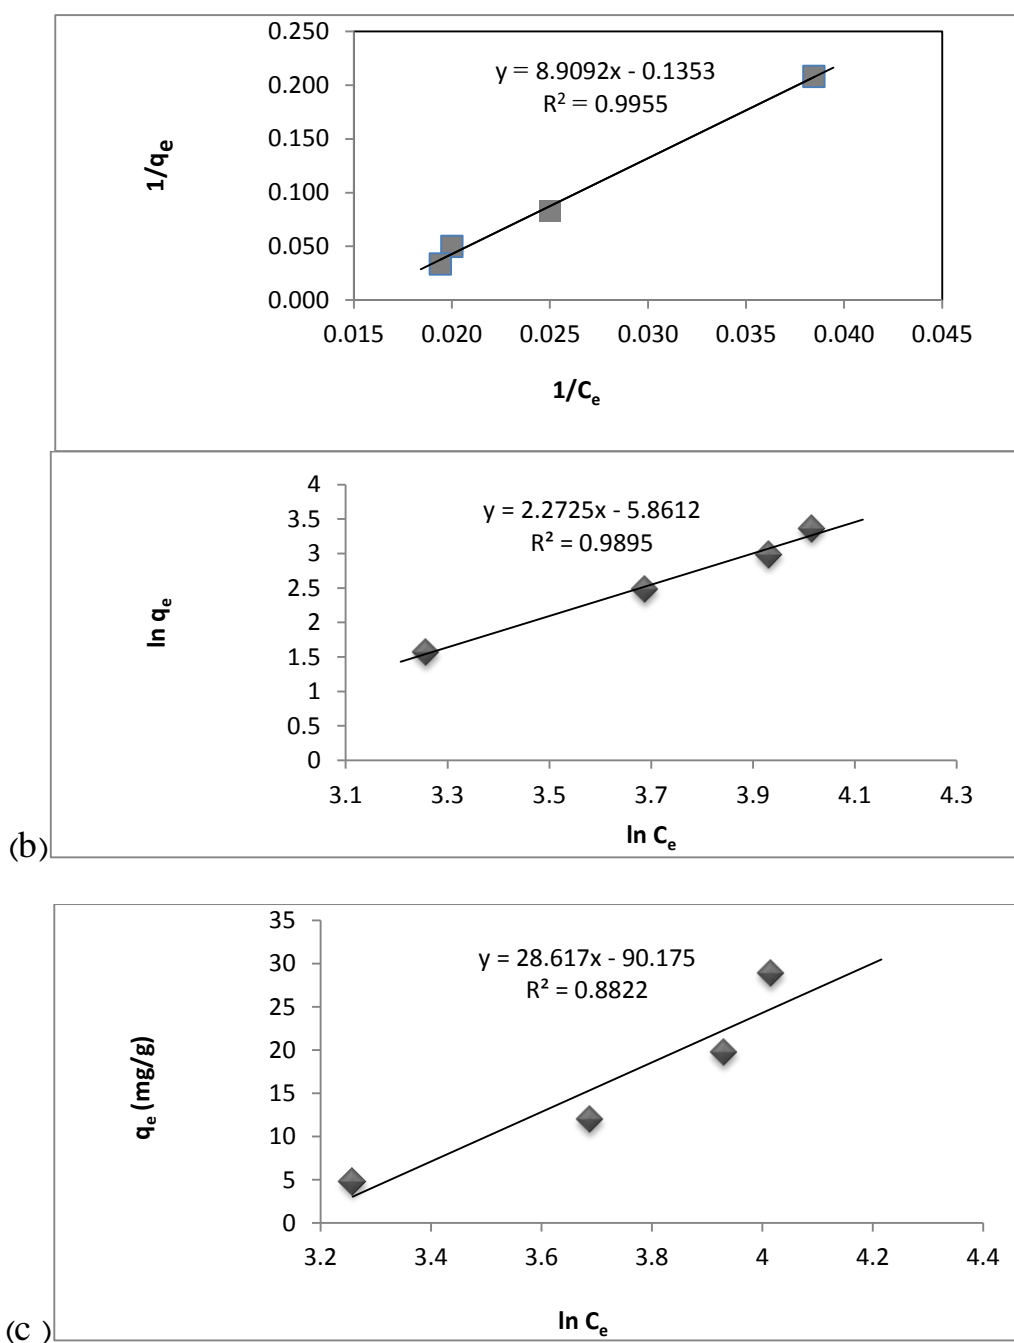 0.250
0.200
0.150
0.100
0.050
0.000
y = 8.9092x - 0.1353
R² = 0.9955
1/qe
0.015 0.020 0.025 0.030 0.035 0.040 0.045
1/Ce
4
3.5
3
2.5
2
1.5
1
0.5
0
y = 2.2725x - 5.8612
R² = 0.9895
ln qe
3.1 3.3 3.5 3.7 3.9 4.1 4.3
ln Ce
(b)
35
30
25
20
15
10
5
0
y = 28.617x - 90.175
R² = 0.8822
qe (mg/g)
3.2 3.4 3.6 3.8 4 4.2 4.4
ln Ce
(c )